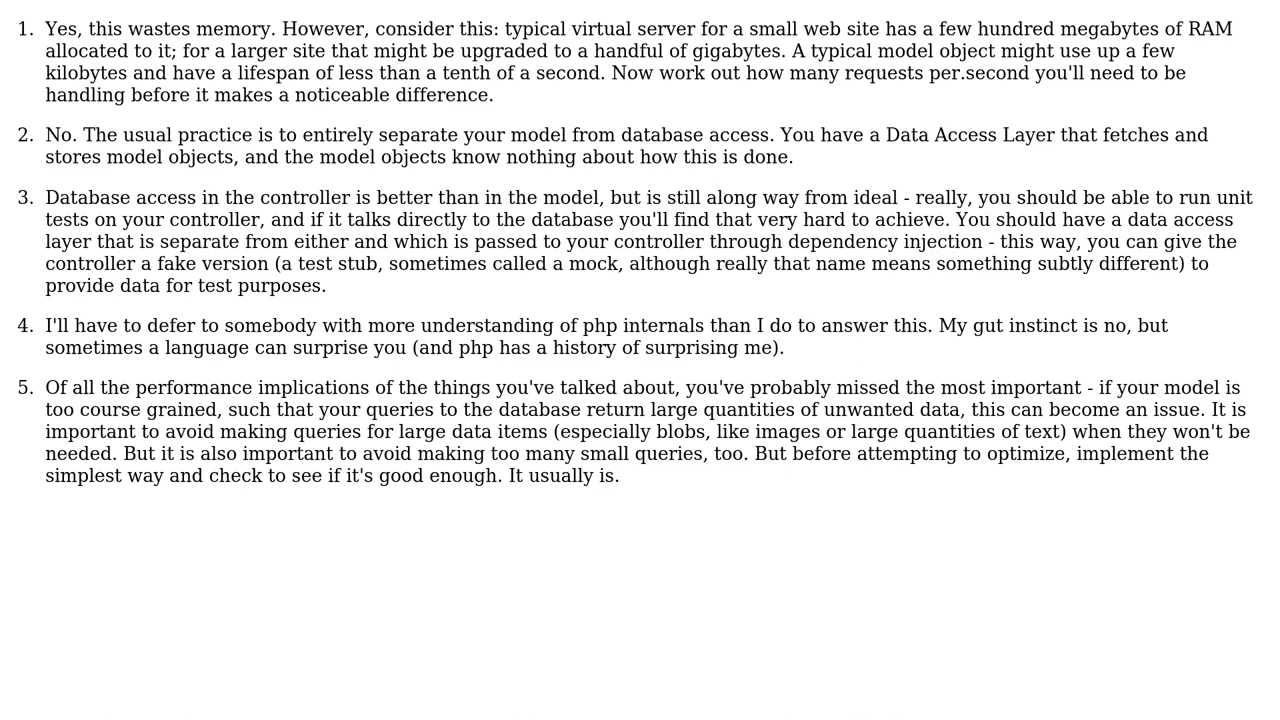 1. Yes, this wastes memory. However, consider this: typical virtual server for a small web site has a few hundred megabytes of RAM
allocated to it; for a larger site that might be upgraded to a handful of gigabytes. A typical model object might use up a few
kilobytes and have a lifespan of less than a tenth of a second. Now work out how many requests per.second you'll need to be
handling before it makes a noticeable difference.
2. No. The usual practice is to entirely separate your model from database access. You have a Data Access Layer that fetches and
stores model objects, and the model objects know nothing about how this is done.
3. Database access in the controller is better than in the model, but is still along way from ideal - really, you should be able to run unit
tests on your controller, and if it talks directly to the database you'll find that very hard to achieve. You should have a data access
layer that is separate from either and which is passed to your controller through dependency injection - this way, you can give the
controller a fake version (a test stub, sometimes called a mock, although really that name means something subtly different) to
provide data for test purposes.
4. I'll have to defer to somebody with more understanding of php internals than I do to answer this. My gut instinct is no, but
sometimes a language can surprise you (and php has a history of surprising me).
5. Of all the performance implications of the things you've talked about, you've probably missed the most important - if your model is
too course grained, such that your queries to the database return large quantities of unwanted data, this can become an issue. It is
important to avoid making queries for large data items (especially blobs, like images or large quantities of text) when they won't be
needed. But it is also important to avoid making too many small queries, too. But before attempting to optimize, implement the
simplest way and check to see if it's good enough. It usually is.